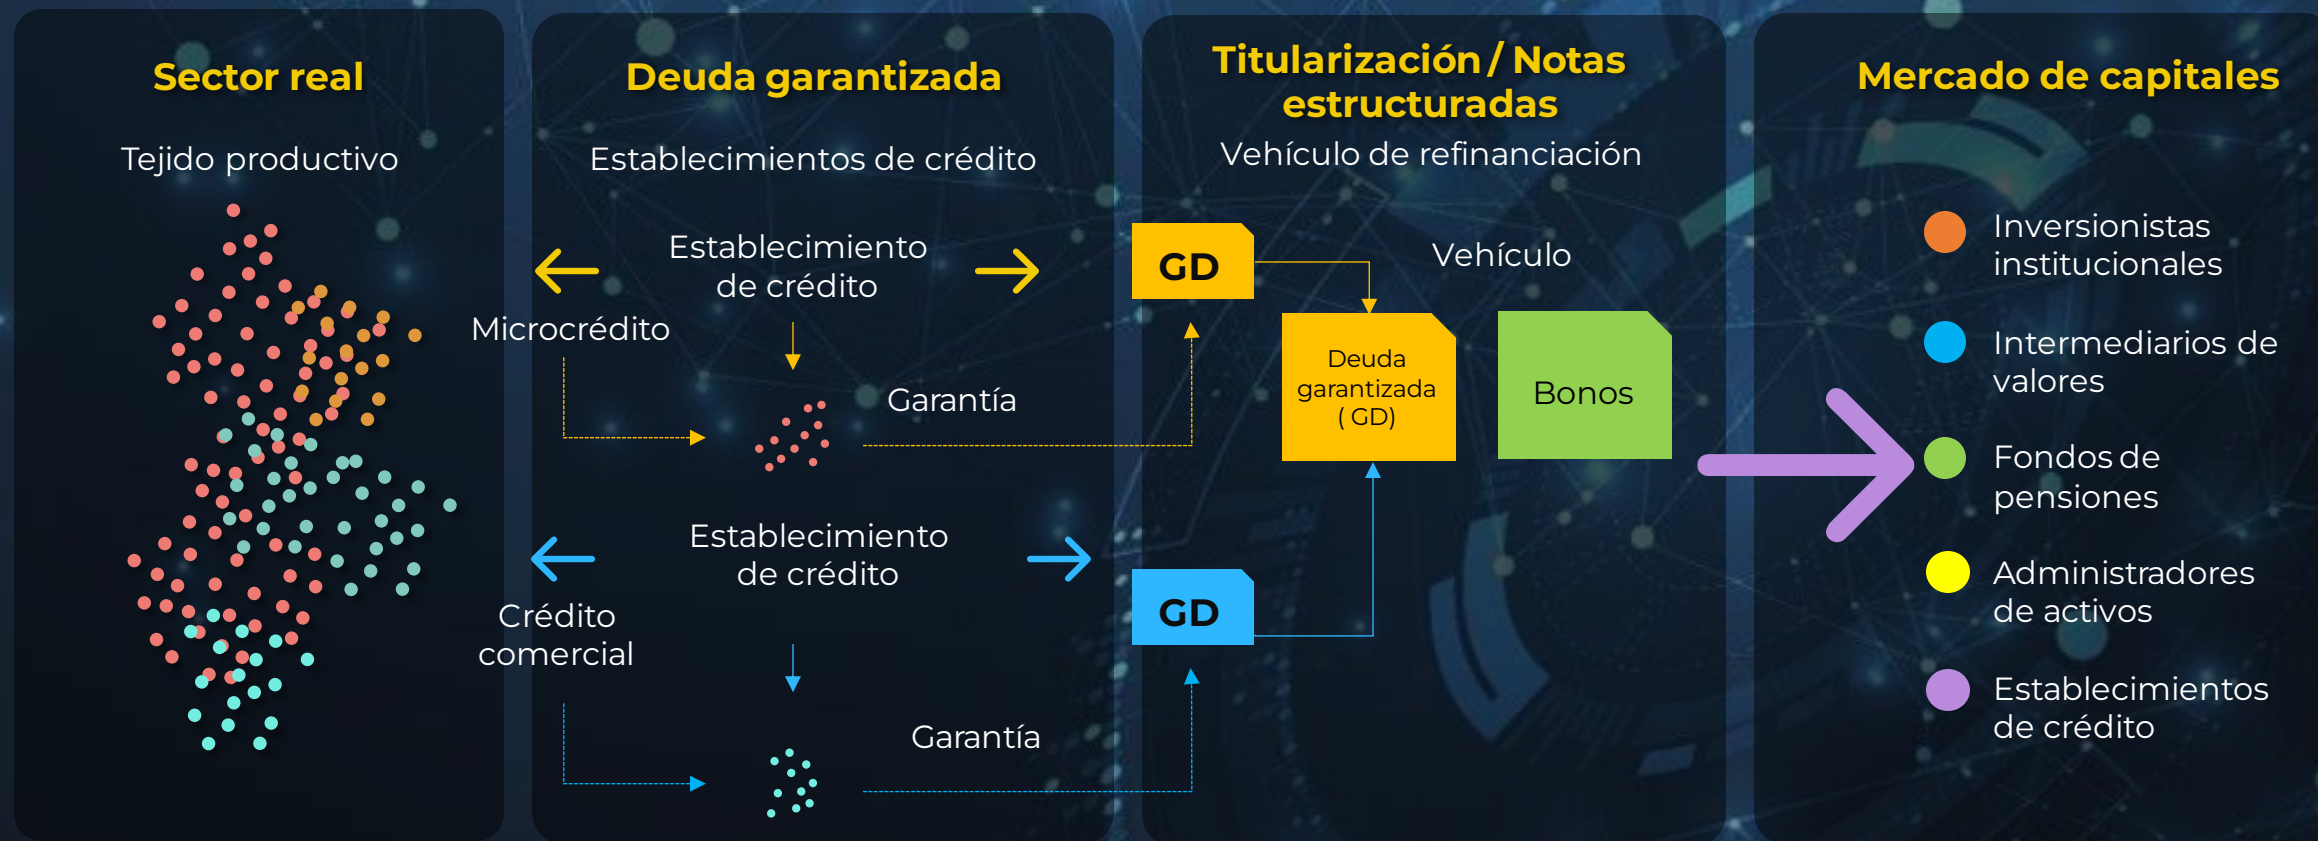 Sector real
Tejido productivo
Deuda garantizada
Establecimientos de crédito
Establecimiento
de crédito
Microcrédito
Garantía
Establecimiento
de crédito
Crédito
comercial
Garantía
Titularización / Notas
estructuradas
Vehículo de refinanciación
GD
Vehículo
Deuda
garantizada
( GD)
Bonos
GD
Mercado de capitales
Inversionistas
institucionales
Intermediarios de
valores
Fondos de
pensiones
Administradores
de activos
Establecimientos
de crédito